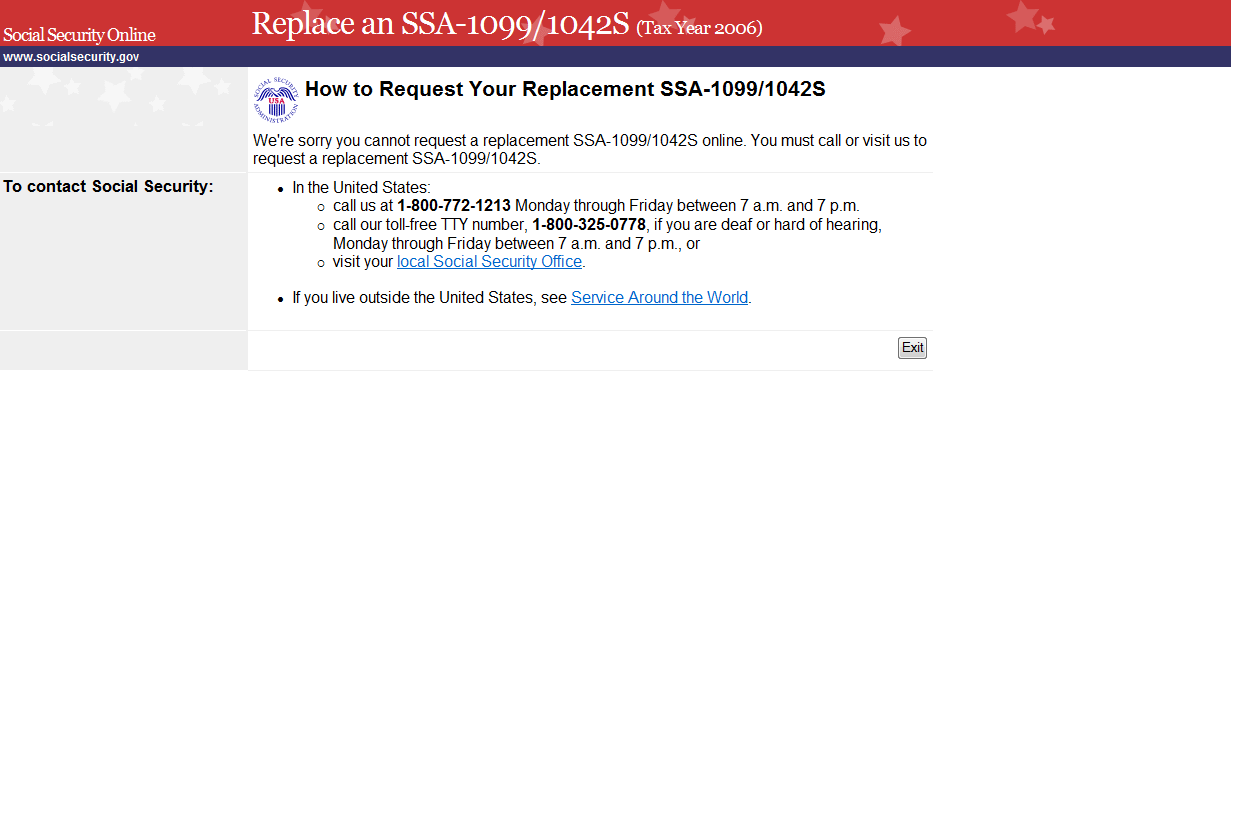 Social Security Online
Replace an SSA-1099/1042S (Tax Year 2006)
www.socialsecurity.gov
SOCIAL SECURITY ADMINISTRATION
USA
How to Request Your Replacement SSA-1099/1042S
We're sorry you cannot request a replacement SSA-1099/1042S online. You must call or visit us to
request a replacement SSA-1099/1042S.
To contact Social Security:
• In the United States:
o call us at 1-800-772-1213 Monday through Friday between 7 a.m. and 7 p.m.
o call our toll-free TTY number, 1-800-325-0778, if you are deaf or hard of hearing,
Monday through Friday between 7 a.m. and 7 p.m., or
o visit your local Social Security Office.
• If you live outside the United States, see Service Around the World.
Exit